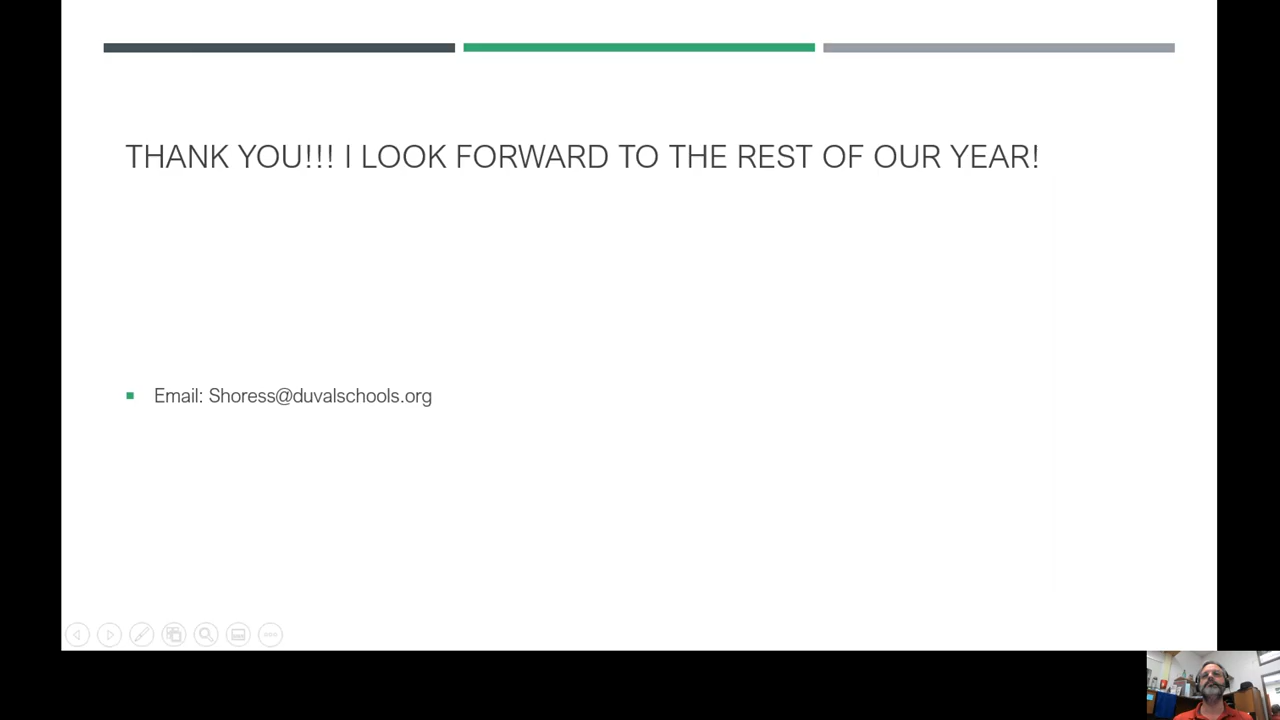 THANK YOU!!! I LOOK FORWARD TO THE REST OF OUR YEAR!
Email: Shoress@duvalschools.org